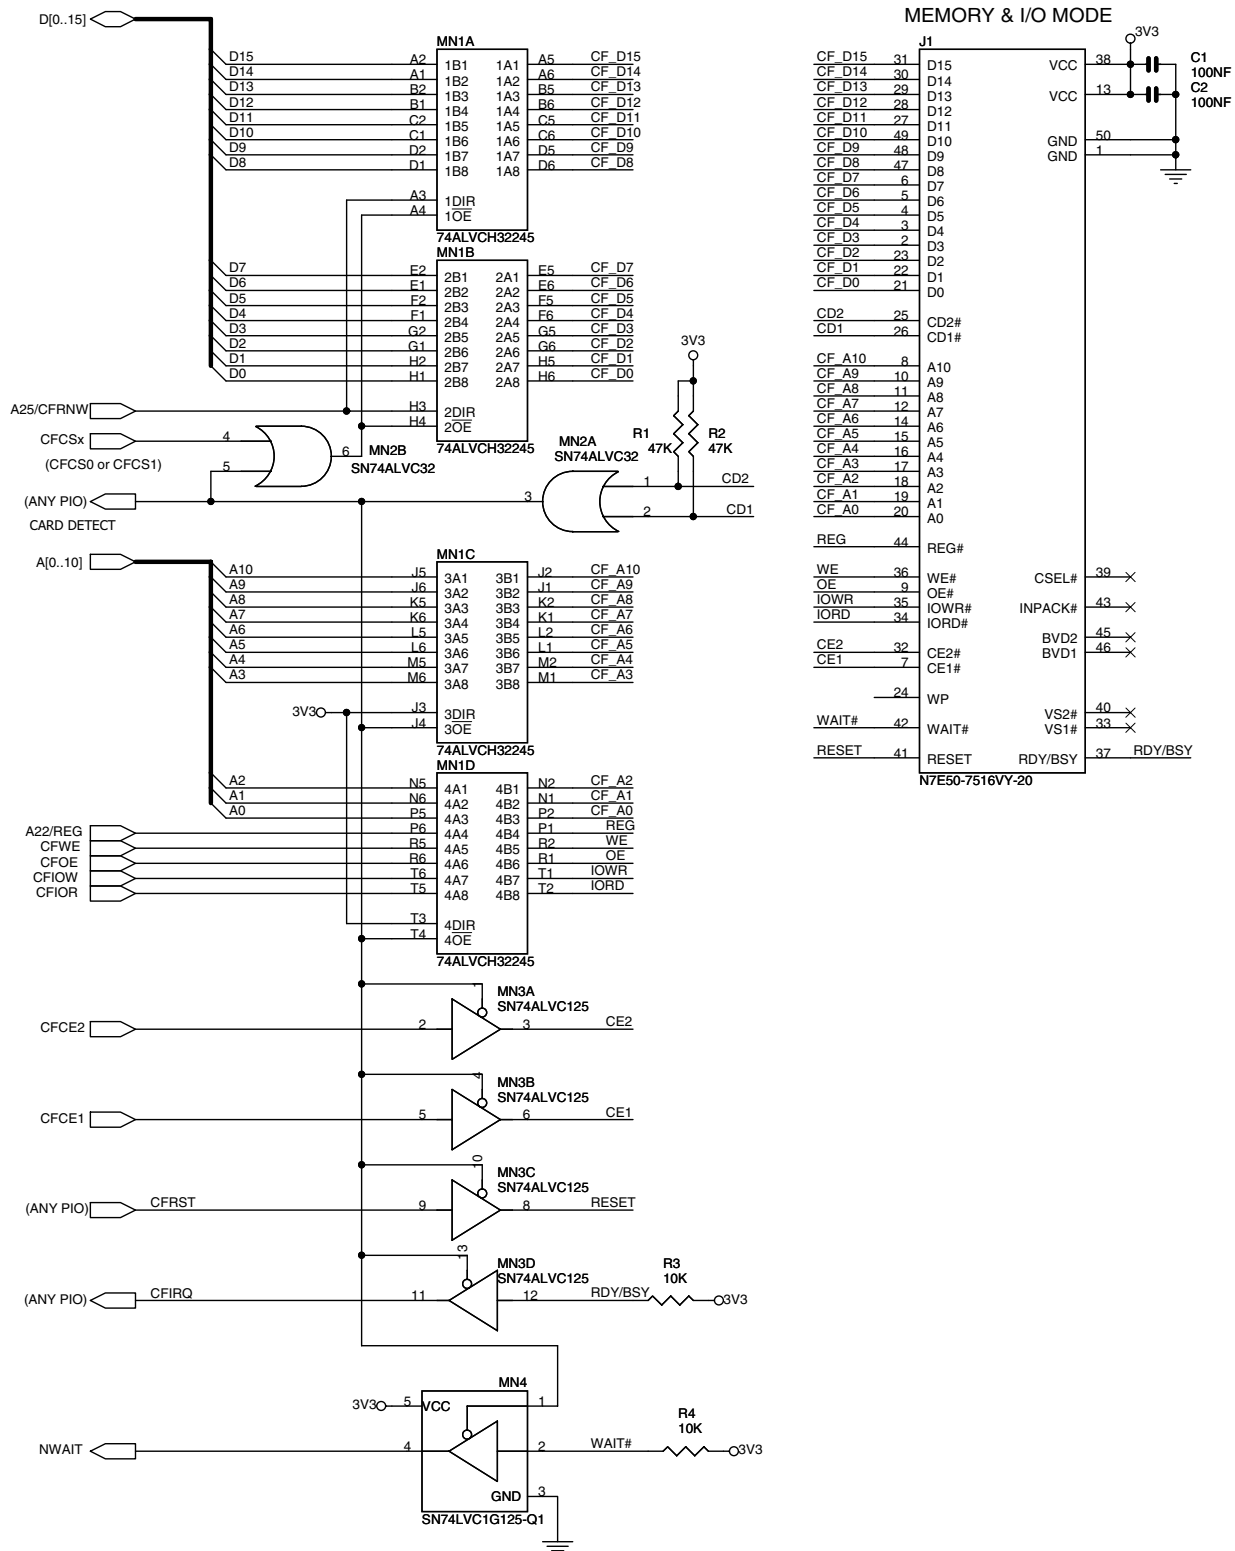 MEMORY & I/O MODE
D[0..15]
MN1A
D15 A2 1B1 1A1 A5 CF_D15
D14 A1 1B2 1A2 A6 CF_D14
D13 B2 1B3 1A3 B5 CF_D13
D12 B1 1B4 1A4 B6 CF_D12
D11 C2 1B5 1A5 C5 CF_D11
D10 C1 1B6 1A6 C6 CF_D10
D9 D2 1B7 1A7 D5 CF_D9
D8 D1 1B8 1A8 D6 CF_D8
A3 1DIR
A4 1OE
74ALVCH32245
MN1B
D7 E2 2B1 2A1 E5 CF_D7
D6 E1 2B2 2A2 E6 CF_D6
D5 F2 2B3 2A3 F5 CF_D5
D4 F1 2B4 2A4 F6 CF_D4
D3 G2 2B5 2A5 G5 CF_D3
D2 G1 2B6 2A6 G6 CF_D2
D1 H2 2B7 2A7 H5 CF_D1
D0 H1 2B8 2A8 H6 CF_D0
A25/CFRNW H3 2DIR
H4 2OE
74ALVCH32245
CFCSx 4
(CFCS0 or CFCS1) 5
6 MN2B
SN74ALVC32
3V3
R1 47K
R2 47K
MN2A
SN74ALVC32
1 CD2
2 CD1
3
(ANY PIO)
CARD DETECT
A[0..10]
MN1C
A10 J5 3A1 3B1 J2 CF_A10
A9 J6 3A2 3B2 J1 CF_A9
A8 K5 3A3 3B3 K2 CF_A8
A7 K6 3A4 3B4 K1 CF_A7
A6 L5 3A5 3B5 L2 CF_A6
A5 L6 3A6 3B6 L1 CF_A5
A4 M5 3A7 3B7 M2 CF_A4
A3 M6 3A8 3B8 M1 CF_A3
3V3 J3 3DIR
J4 3OE
74ALVCH32245
MN1D
A2 N5 4A1 4B1 N2 CF_A2
A1 N6 4A2 4B2 N1 CF_A1
A0 P5 4A3 4B3 P2 CF_A0
A22/REG P6 4A4 4B4 P1 REG
CFWE R5 4A5 4B5 R2 WE
CFOE R6 4A6 4B6 R1 OE
CFIOW T6 4A7 4B7 T1 IOWR
CFIOR T5 4A8 4B8 T2 IORD
T3 4DIR
T4 4OE
74ALVCH32245
1 MN3A
SN74ALVC125
CFCE2 2 3 CE2
4 MN3B
SN74ALVC125
CFCE1 5 6 CE1
10 MN3C
SN74ALVC125
(ANY PIO) CFRST 9 8 RESET
13 MN3D
SN74ALVC125
(ANY PIO) CFIRQ 11 12 RDY/BSY R3 10K 3V3
MN4
3V3 5 VCC 1
NWAIT 4 2 WAIT# R4 10K 3V3
GND 3
SN74LVC1G125-Q1
J1
3V3
CF_D15 31 D15 VCC 38 C1 100NF
CF_D14 30 D14
CF_D13 29 D13 VCC 13 C2 100NF
CF_D12 28 D12
CF_D11 27 D11
CF_D10 49 D10 GND 50
CF_D9 48 D9 GND 1
CF_D8 47 D8
CF_D7 6 D7
CF_D6 5 D6
CF_D5 4 D5
CF_D4 3 D4
CF_D3 2 D3
CF_D2 23 D2
CF_D1 22 D1
CF_D0 21 D0
CD2 25 CD2#
CD1 26 CD1#
CF_A10 8 A10
CF_A9 10 A9
CF_A8 11 A8
CF_A7 12 A7
CF_A6 14 A6
CF_A5 15 A5
CF_A4 16 A4
CF_A3 17 A3
CF_A2 18 A2
CF_A1 19 A1
CF_A0 20 A0
REG 44 REG#
WE 36 WE# CSEL# 39
OE 9 OE#
IOWR 35 IOWR# INPACK# 43
IORD 34 IORD#
BVD2 45
CE2 32 CE2# BVD1 46
CE1 7 CE1#
24 WP
VS2# 40
WAIT# 42 WAIT# VS1# 33
RESET 41 RESET RDY/BSY 37 RDY/BSY
N7E50-7516VY-20